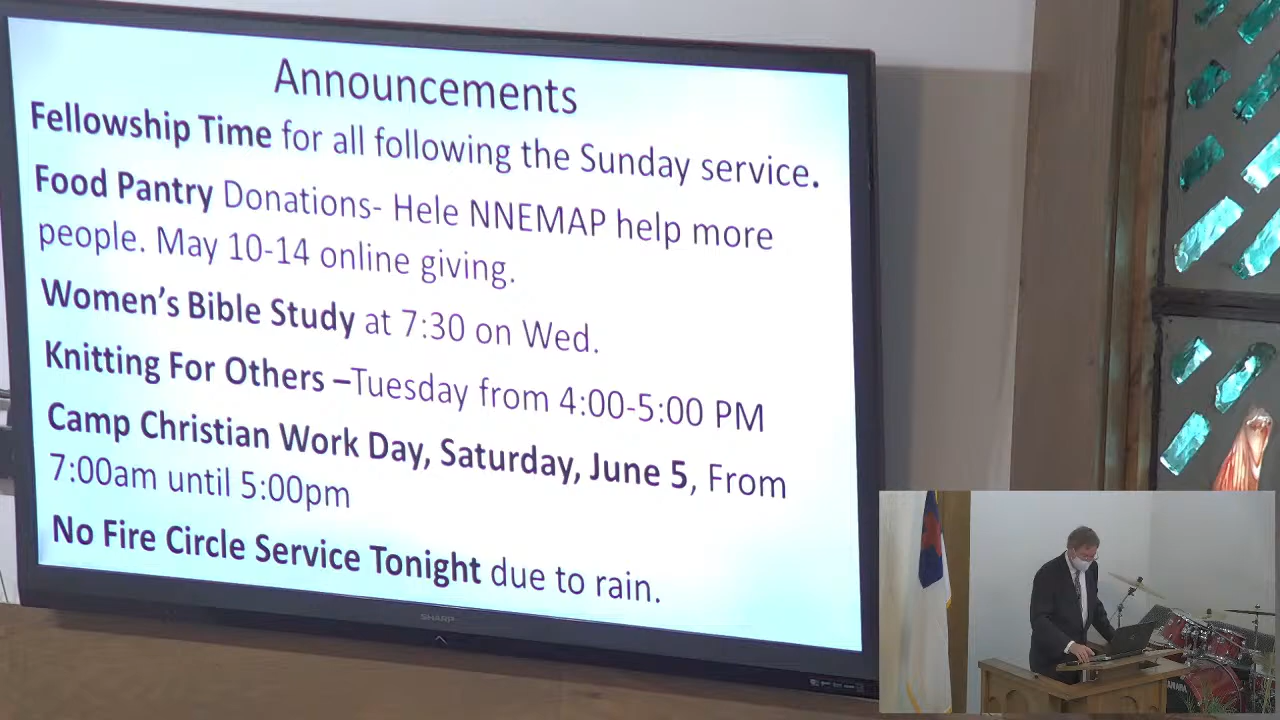 Announcements
Fellowship Time for all following the Sunday service.
Food Pantry Donations- Hele NNEMAP help more
people. May 10-14 online giving.
Women's Bible Study at 7:30 on Wed.
Knitting For Others –Tuesday from 4:00-5:00 PM
Camp Christian Work Day, Saturday, June 5, From
7:00am until 5:00pm
No Fire Circle Service Tonight due to rain.
SHARP